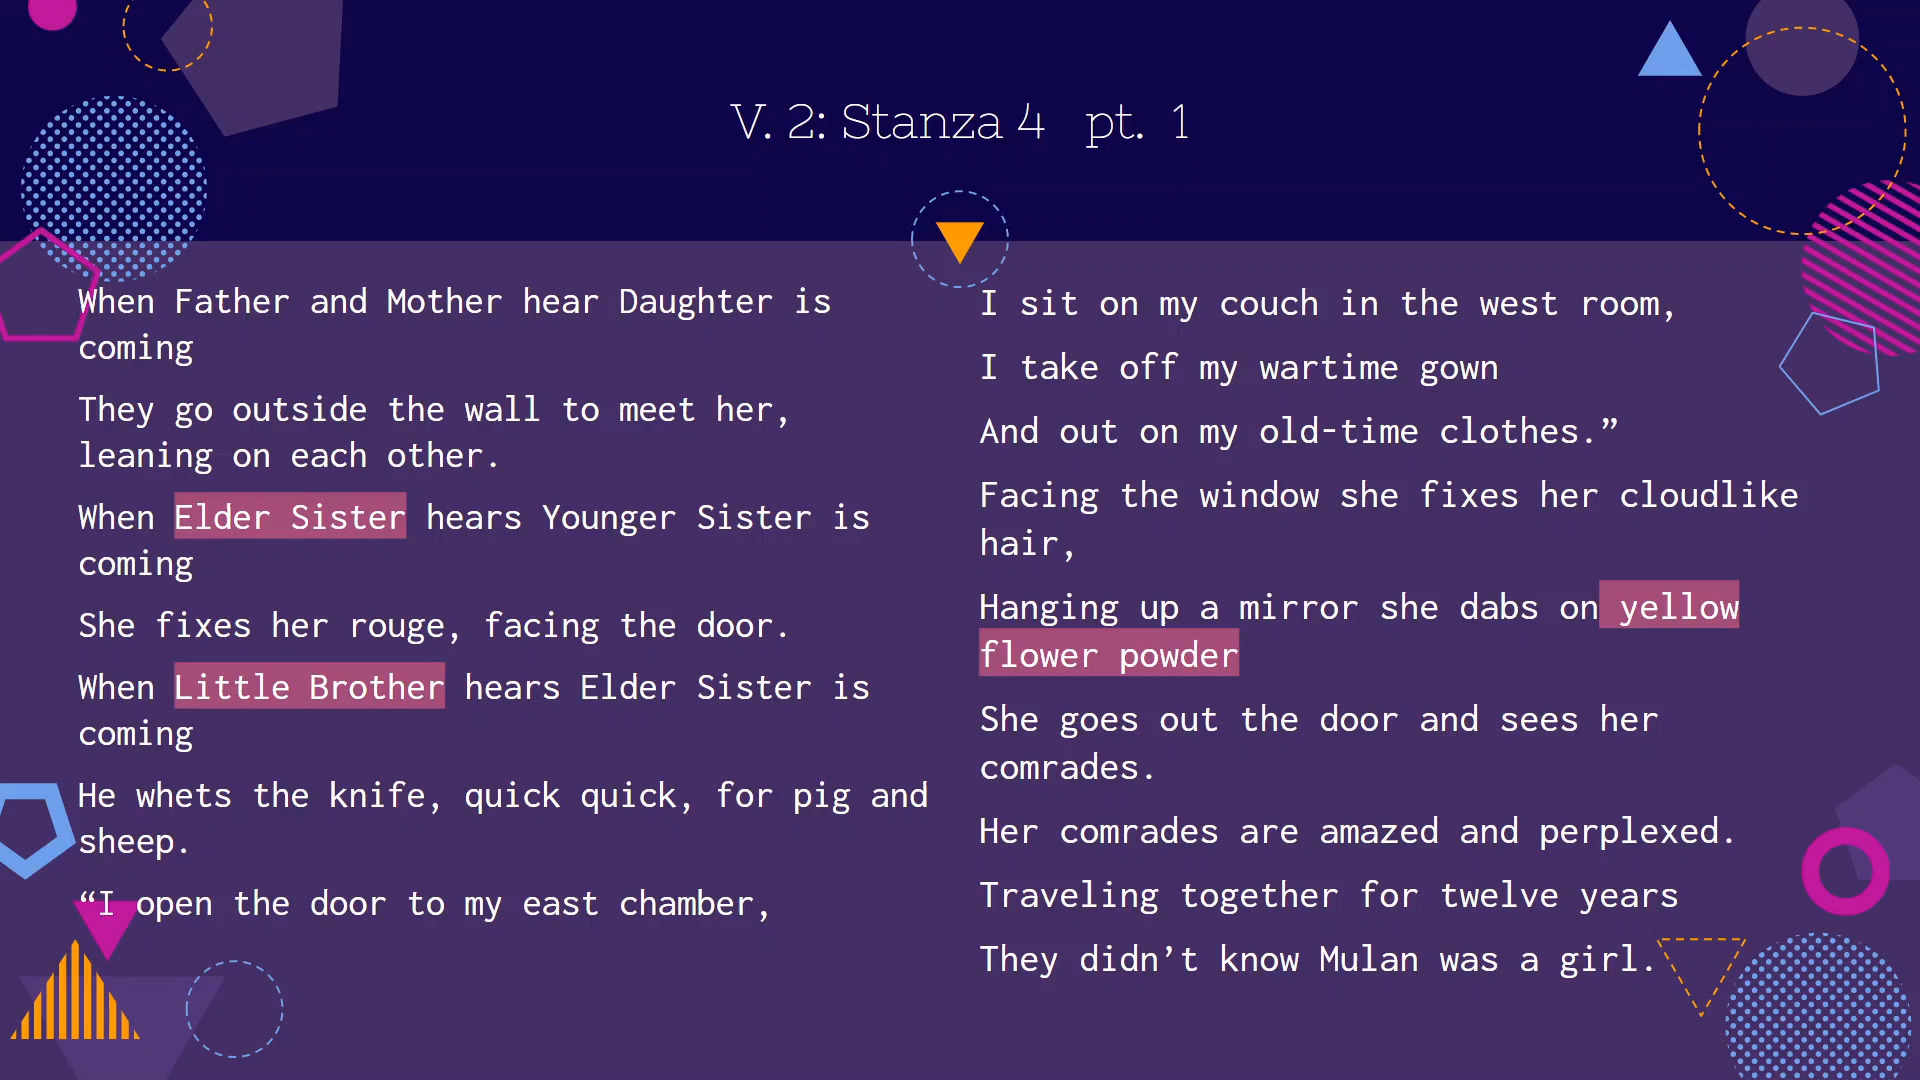 V. 2: Stanza 4 pt. 1
When Father and Mother hear Daughter is
coming
They go outside the wall to meet her,
leaning on each other.
When Elder Sister hears Younger Sister is
coming
She fixes her rouge, facing the door.
When Little Brother hears Elder Sister is
coming
He whets the knife, quick quick, for pig and
sheep.
“I open the door to my east chamber,
I sit on my couch in the west room,
I take off my wartime gown
And out on my old-time clothes.”
Facing the window she fixes her cloudlike
hair,
Hanging up a mirror she dabs on yellow
flower powder
She goes out the door and sees her
comrades.
Her comrades are amazed and perplexed.
Traveling together for twelve years
They didn’t know Mulan was a girl.